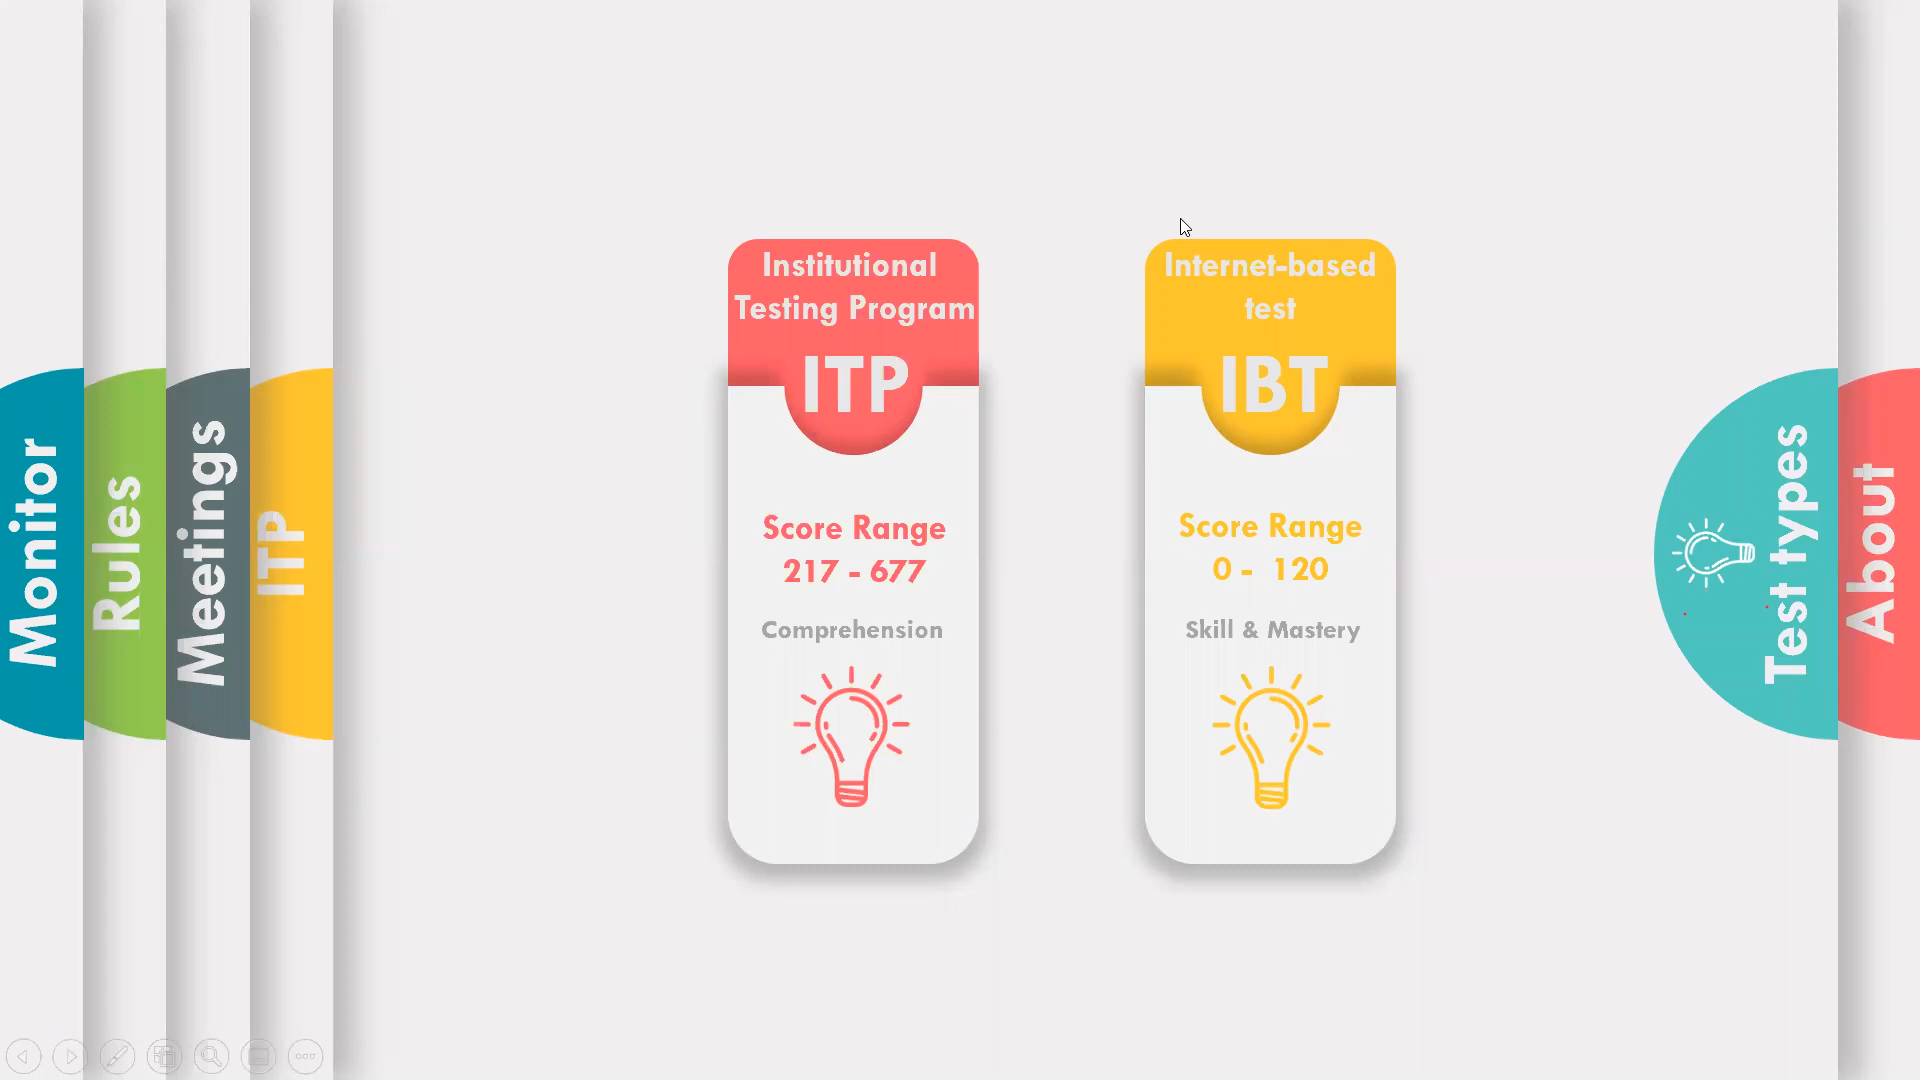 Monitor
Rules
Meetings
ITP
Institutional
Testing Program
ITP
Score Range
217 - 677
Comprehension
Internet-based
test
IBT
Score Range
0 - 120
Skill & Mastery
Test types
About